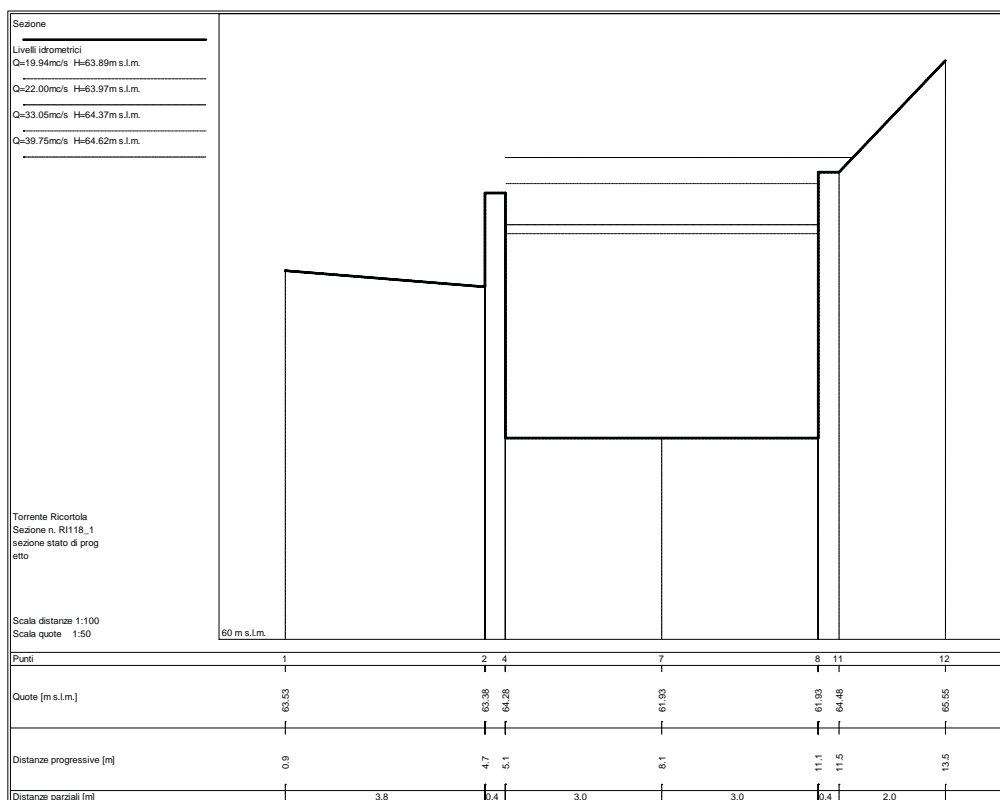 Sezione
Livelli idrometrici
Q=19.94mc/s H=63.89m s.l.m.
Q=22.00mc/s H=63.97m s.l.m.
Q=33.05mc/s H=64.37m s.l.m.
Q=39.75mc/s H=64.62m s.l.m.
Torrente Ricortola
Sezione n. RI118_1
sezione stato di prog
etto
Scala distanze 1:100
Scala quote 1:50
60 m s.l.m.
Punti 1 2 4 7 8 11 12
Quote [m s.l.m.] 63.53 63.38 64.28 61.93 61.93 64.48 65.55
Distanze progressive [m] 0.9 4.7 5.1 8.1 11.1 11.5 13.5
Distanze parziali [m] 3.8 0.4 3.0 3.0 0.4 2.0